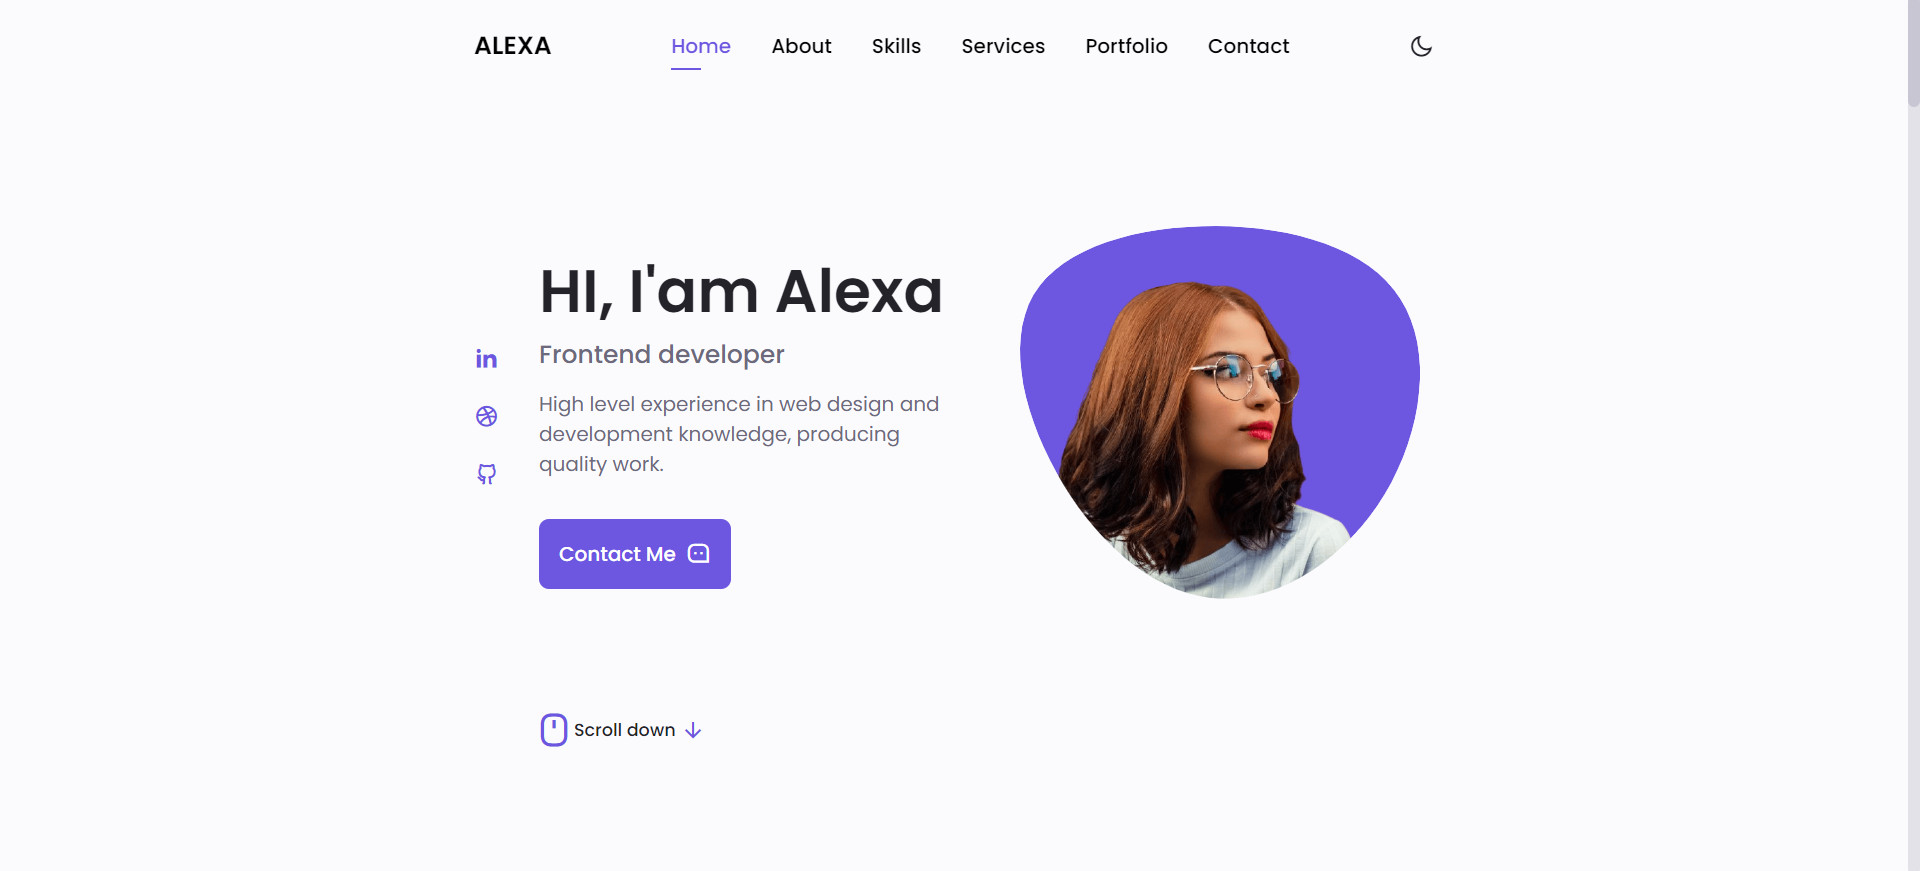 ALEXA
Home About Skills Services Portfolio Contact
HI, I'am Alexa
Frontend developer
High level experience in web design and
development knowledge, producing
quality work.
Contact Me
Scroll down